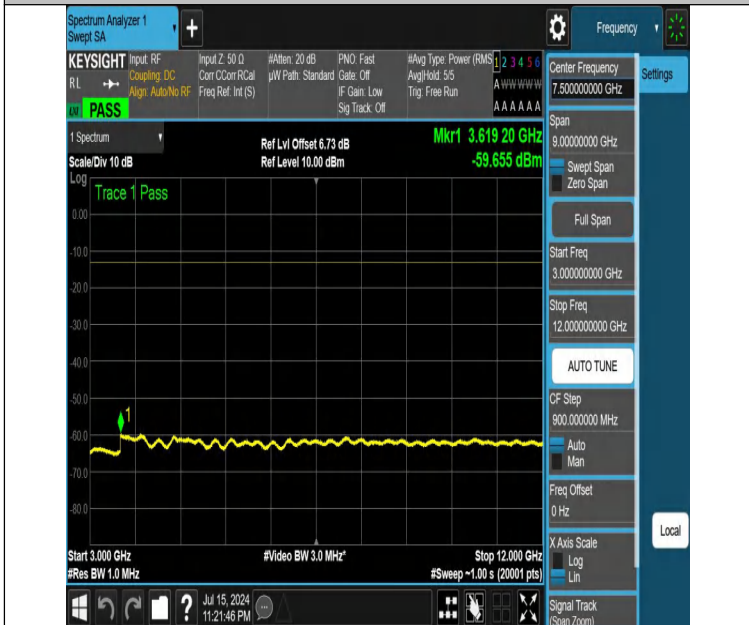 Spectrum Analyzer 1
Swept SA
+
Frequency
KEYSIGHT
RL
LXI
PASS
Input: RF
Coupling: DC
Align: Auto/No RF
Input Z: 50 Ω
Corr CCorr RCal
Freq Ref: Int (S)
#Atten: 20 dB
µW Path: Standard
PNO: Fast
Gate: Off
IF Gain: Low
Sig Track: Off
#Avg Type: Power (RMS
Avg|Hold: 5/5
Trig: Free Run
1 2 3 4 5 6
A W W W W W
A A A A A A
1 Spectrum
Scale/Div 10 dB
Ref Lvl Offset 6.73 dB
Ref Level 10.00 dBm
Mkr1 3.619 20 GHz
-59.655 dBm
Log
Trace 1 Pass
0.00
-10.0
-20.0
-30.0
-40.0
-50.0
-60.0
-70.0
-80.0
1
Start 3.000 GHz
#Res BW 1.0 MHz
#Video BW 3.0 MHz*
Stop 12.000 GHz
#Sweep ~1.00 s (20001 pts)
Center Frequency
7.500000000 GHz
Settings
Span
9.00000000 GHz
Swept Span
Zero Span
Full Span
Start Freq
3.000000000 GHz
Stop Freq
12.000000000 GHz
AUTO TUNE
CF Step
900.000000 MHz
Auto
Man
Freq Offset
0 Hz
X Axis Scale
Log
Lin
Signal Track
(Span Zoom)
Local
?
Jul 15, 2024
11:21:46 PM